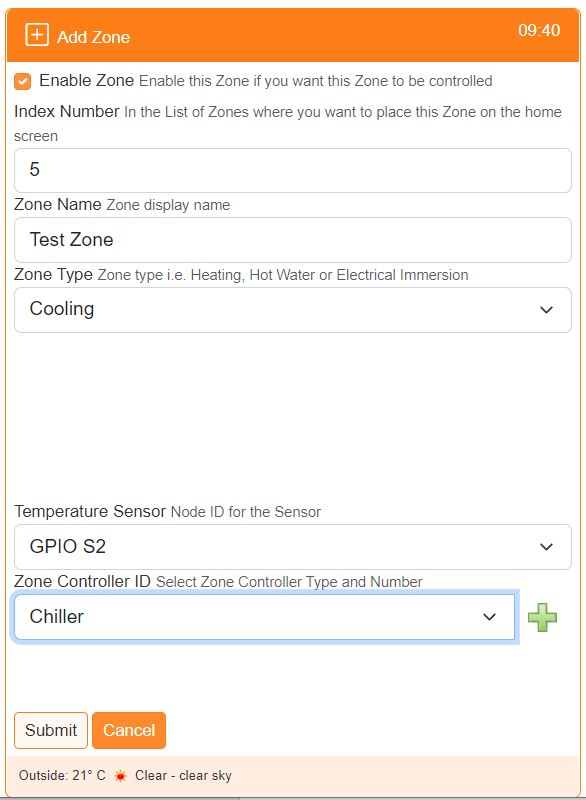 Add Zone 09:40
Enable Zone Enable this Zone if you want this Zone to be controlled
Index Number In the List of Zones where you want to place this Zone on the home
screen
5
Zone Name Zone display name
Test Zone
Zone Type Zone type i.e. Heating, Hot Water or Electrical Immersion
Cooling
Temperature Sensor Node ID for the Sensor
GPIO S2
Zone Controller ID Select Zone Controller Type and Number
Chiller
Submit Cancel
Outside: 21° C Clear - clear sky